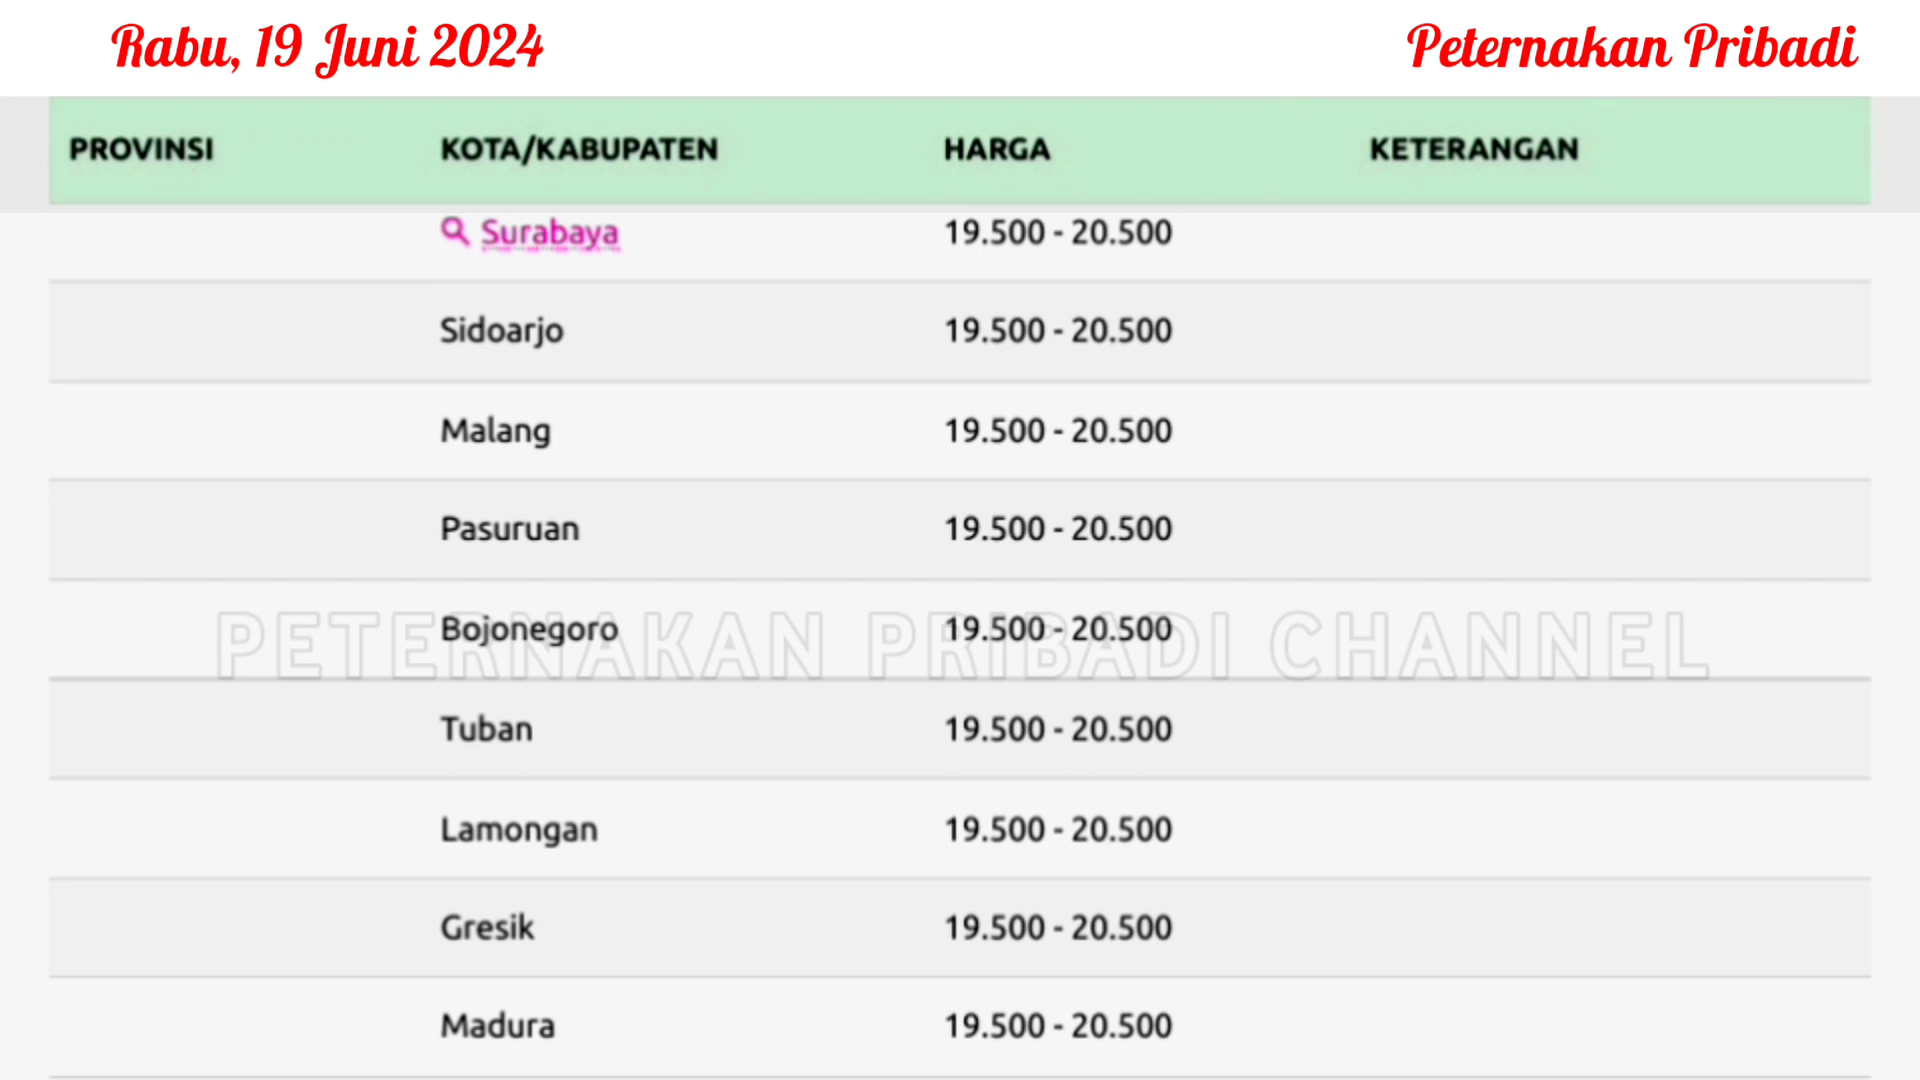 Rabu, 19 Juni 2024 Peternakan Pribadi
PROVINSI KOTA/KABUPATEN HARGA KETERANGAN
Surabaya 19.500 - 20.500
Sidoarjo 19.500 - 20.500
Malang 19.500 - 20.500
Pasuruan 19.500 - 20.500
Bojonegoro 19.500 - 20.500
PETERNAKAN PRIBADI CHANNEL
Tuban 19.500 - 20.500
Lamongan 19.500 - 20.500
Gresik 19.500 - 20.500
Madura 19.500 - 20.500